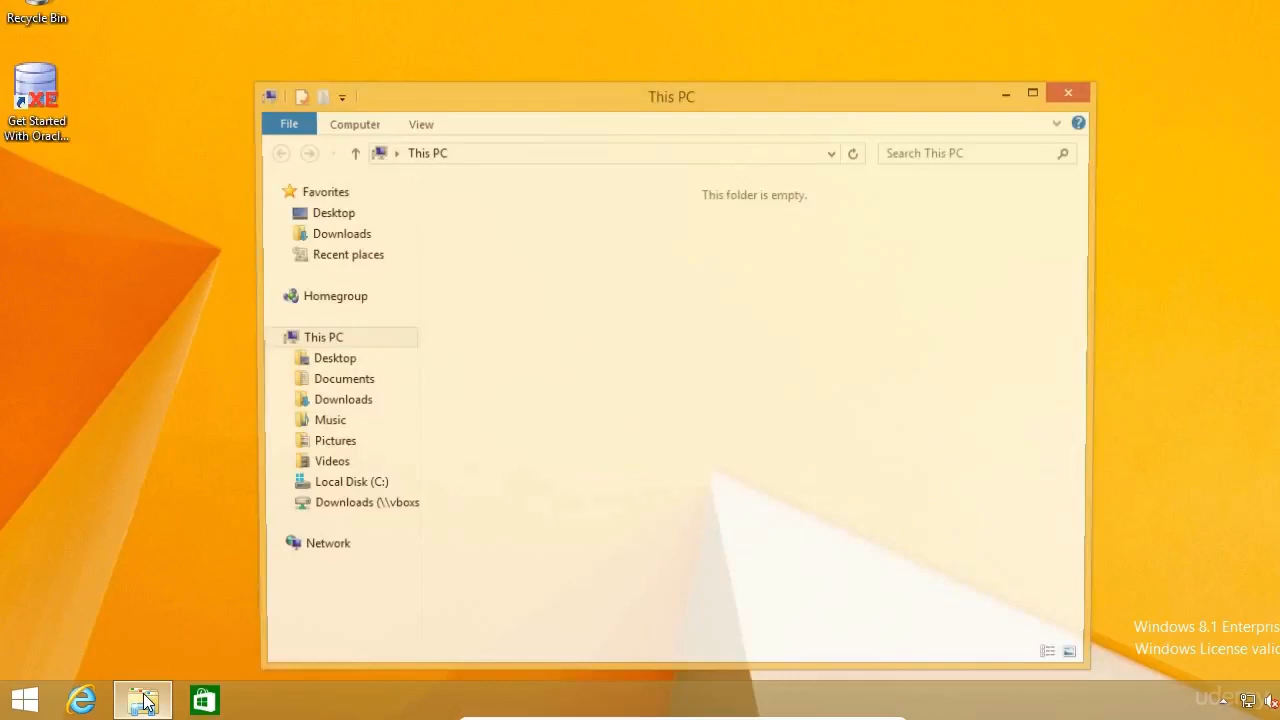 Recycle Bin
XE
Get Started
With Oracl...
This PC
File
Computer
View
This PC
Search This PC
This folder is empty.
Favorites
Desktop
Downloads
Recent places
Homegroup
This PC
Desktop
Documents
Downloads
Music
Pictures
Videos
Local Disk (C:)
Downloads (\\vboxs
Network
Windows 8.1 Enterpris
Windows License valid